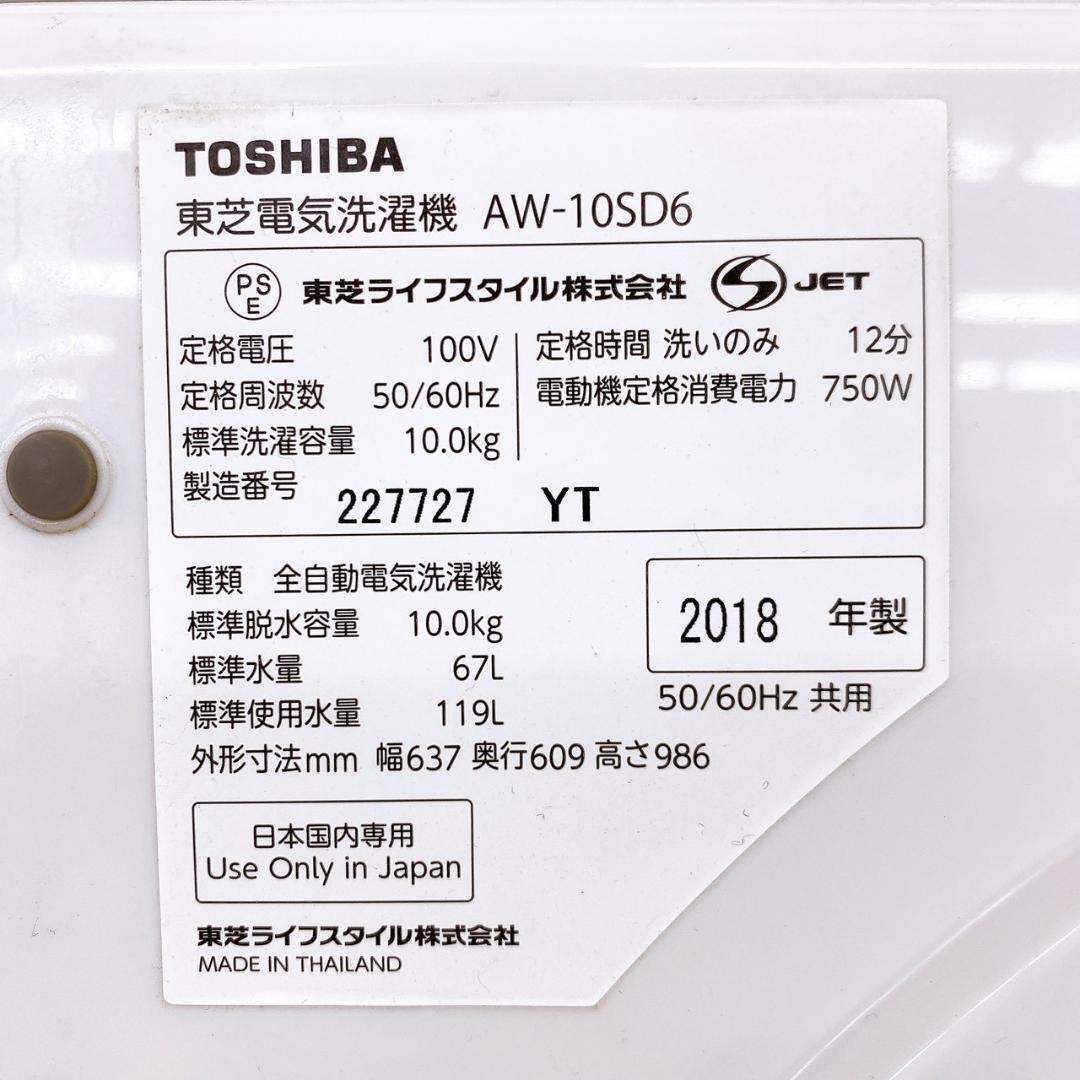 TOSHIBA
東芝電気洗濯機 AW-10SD6
PSE 東芝ライフスタイル株式会社 S JET
定格電圧 100V
定格周波数 50/60Hz
標準洗濯容量 10.0kg
定格時間 洗いのみ 12分
電動機定格消費電力 750W
製造番号 227727 YT
種類 全自動電気洗濯機
標準脱水容量 10.0kg
標準水量 67L
標準使用水量 119L
2018 年製
50/60Hz 共用
外形寸法mm 幅637 奥行609 高さ986
日本国内専用
Use Only in Japan
東芝ライフスタイル株式会社
MADE IN THAILAND